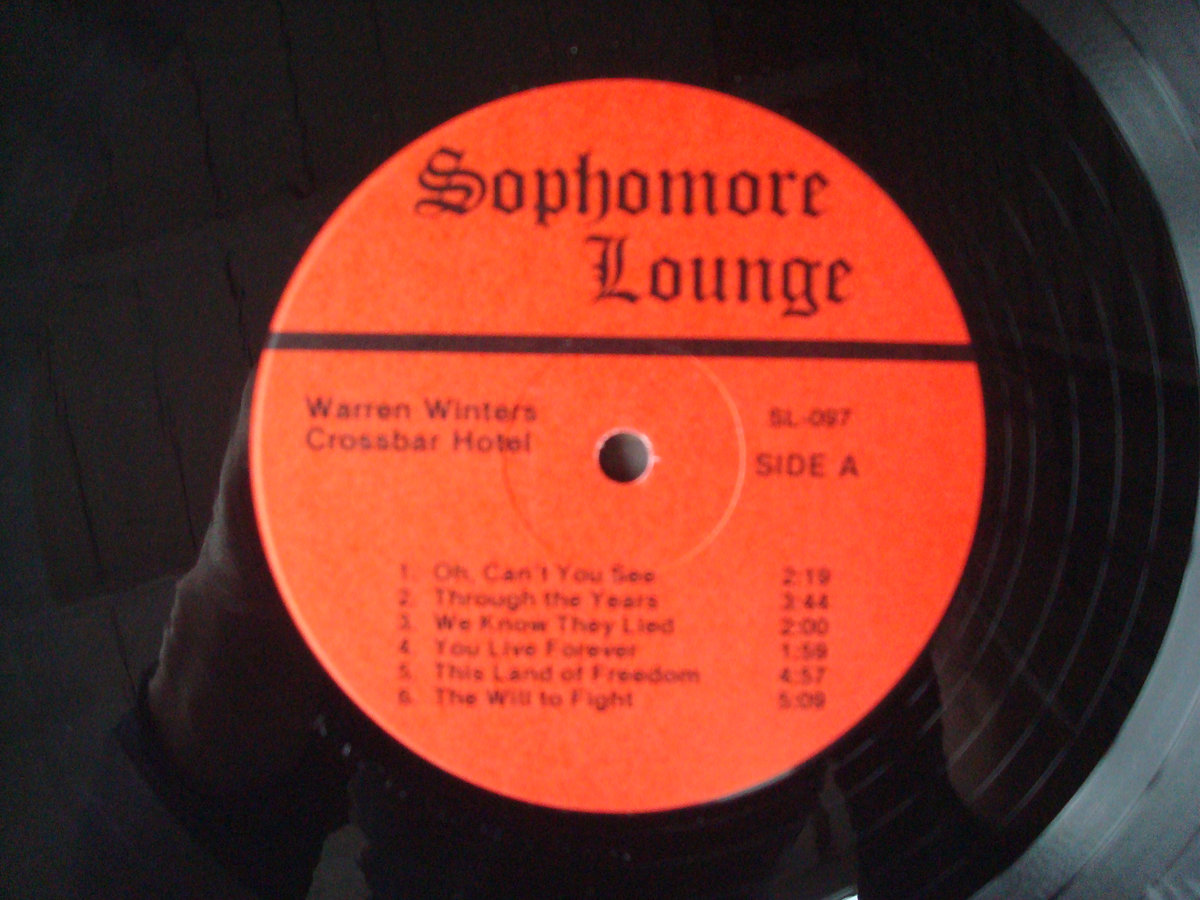 Sophomore
Lounge
Warren Winters
Crossbar Hotel
SL-097
SIDE A
1. Oh, Can't You See 2:19
2. Through the Years 3:44
3. We Know They Lied 2:00
4. You Live Forever 1:59
5. This Land of Freedom 4:57
6. The Will to Fight 5:09